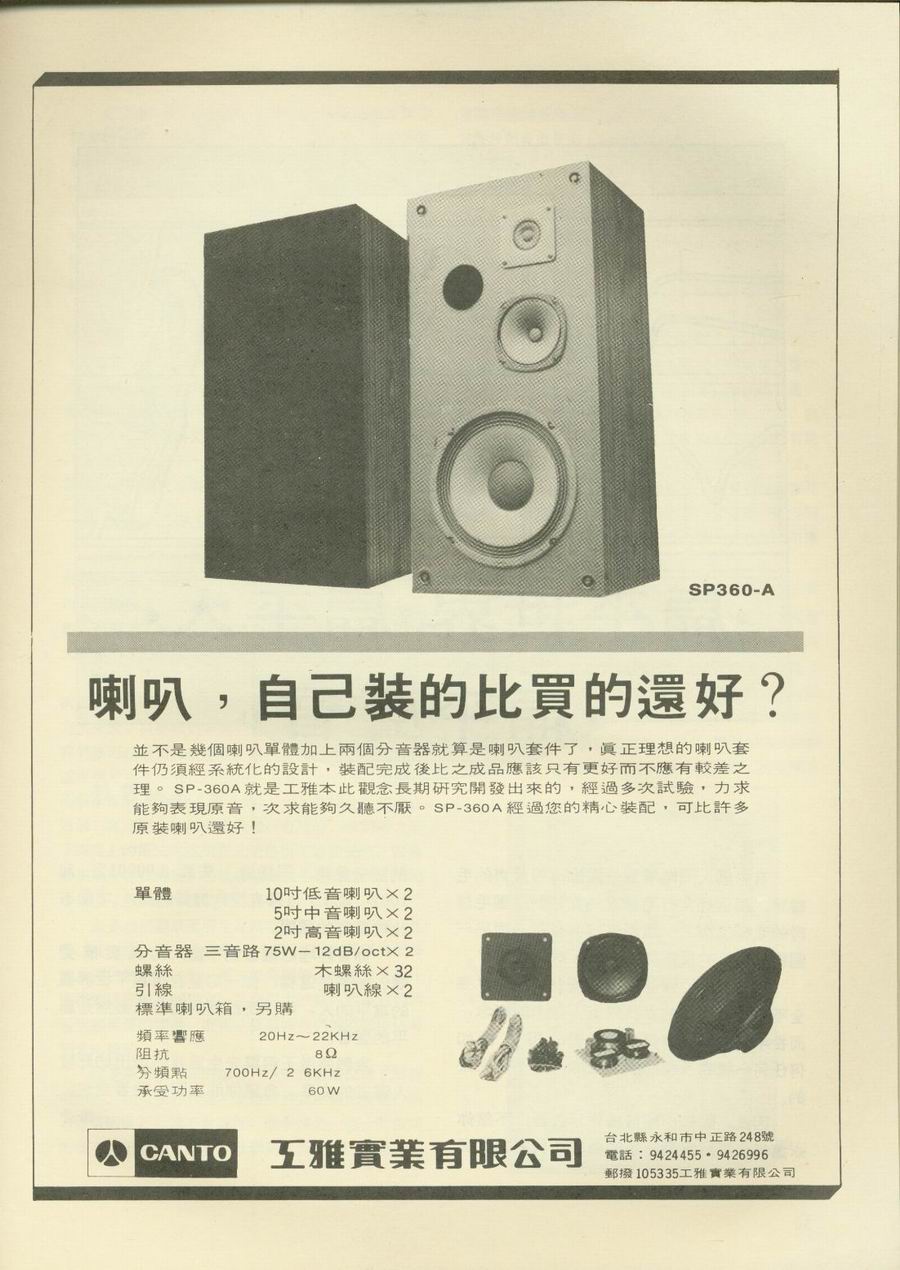 SP360-A
喇叭，自己裝的比買的還好？
並不是幾個喇叭單體加上兩個分音器就算是喇叭套件了，眞正理想的喇叭套
件仍須經系統化的設計，裝配完成後比之成品應該只有更好而不應有較差之
理。SP-360A就是工雅本此觀念長期研究開發出來的，經過多次試驗，力求
能夠表現原音，次求能夠久聽不厭。SP-360A經過您的精心裝配，可比許多
原裝喇叭還好！
單體 10吋低音喇叭×2
5吋中音喇叭×2
2吋高音喇叭×2
分音器 三音路75W－12dB/oct×2
螺絲 木螺絲×32
引線 喇叭線×2
標準喇叭箱，另購
頻率響應 20Hz～22KHz
阻抗 8Ω
分頻點 700Hz/ 2 6KHz
承受功率 60W
CANTO 工雅實業有限公司
台北縣永和市中正路248號
電話：9424455・9426996
郵撥105335工雅實業有限公司